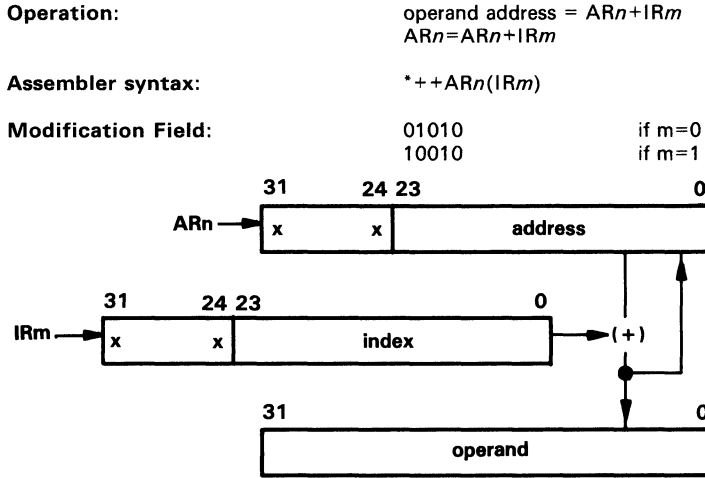 Operation: operand address = ARn+IRm
ARn=ARn+IRm
Assembler syntax: *++ARn(IRm)
Modification Field: 01010 if m=0
10010 if m=1
31 24 23 0
ARn x x address
31 24 23 0
IRm x x index (+)
31 0
operand